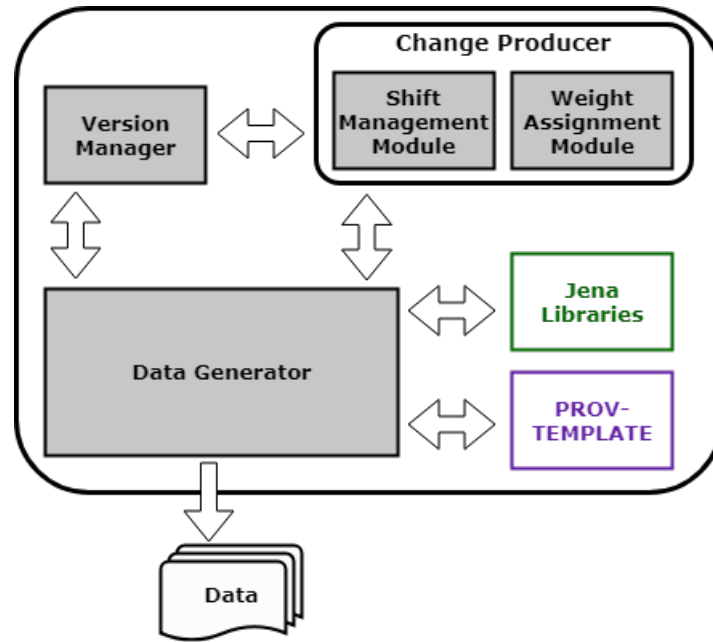 Change Producer
Version
Manager
Shift
Management
Module
Weight
Assignment
Module
Data Generator
Jena
Libraries
PROV-
TEMPLATE
Data